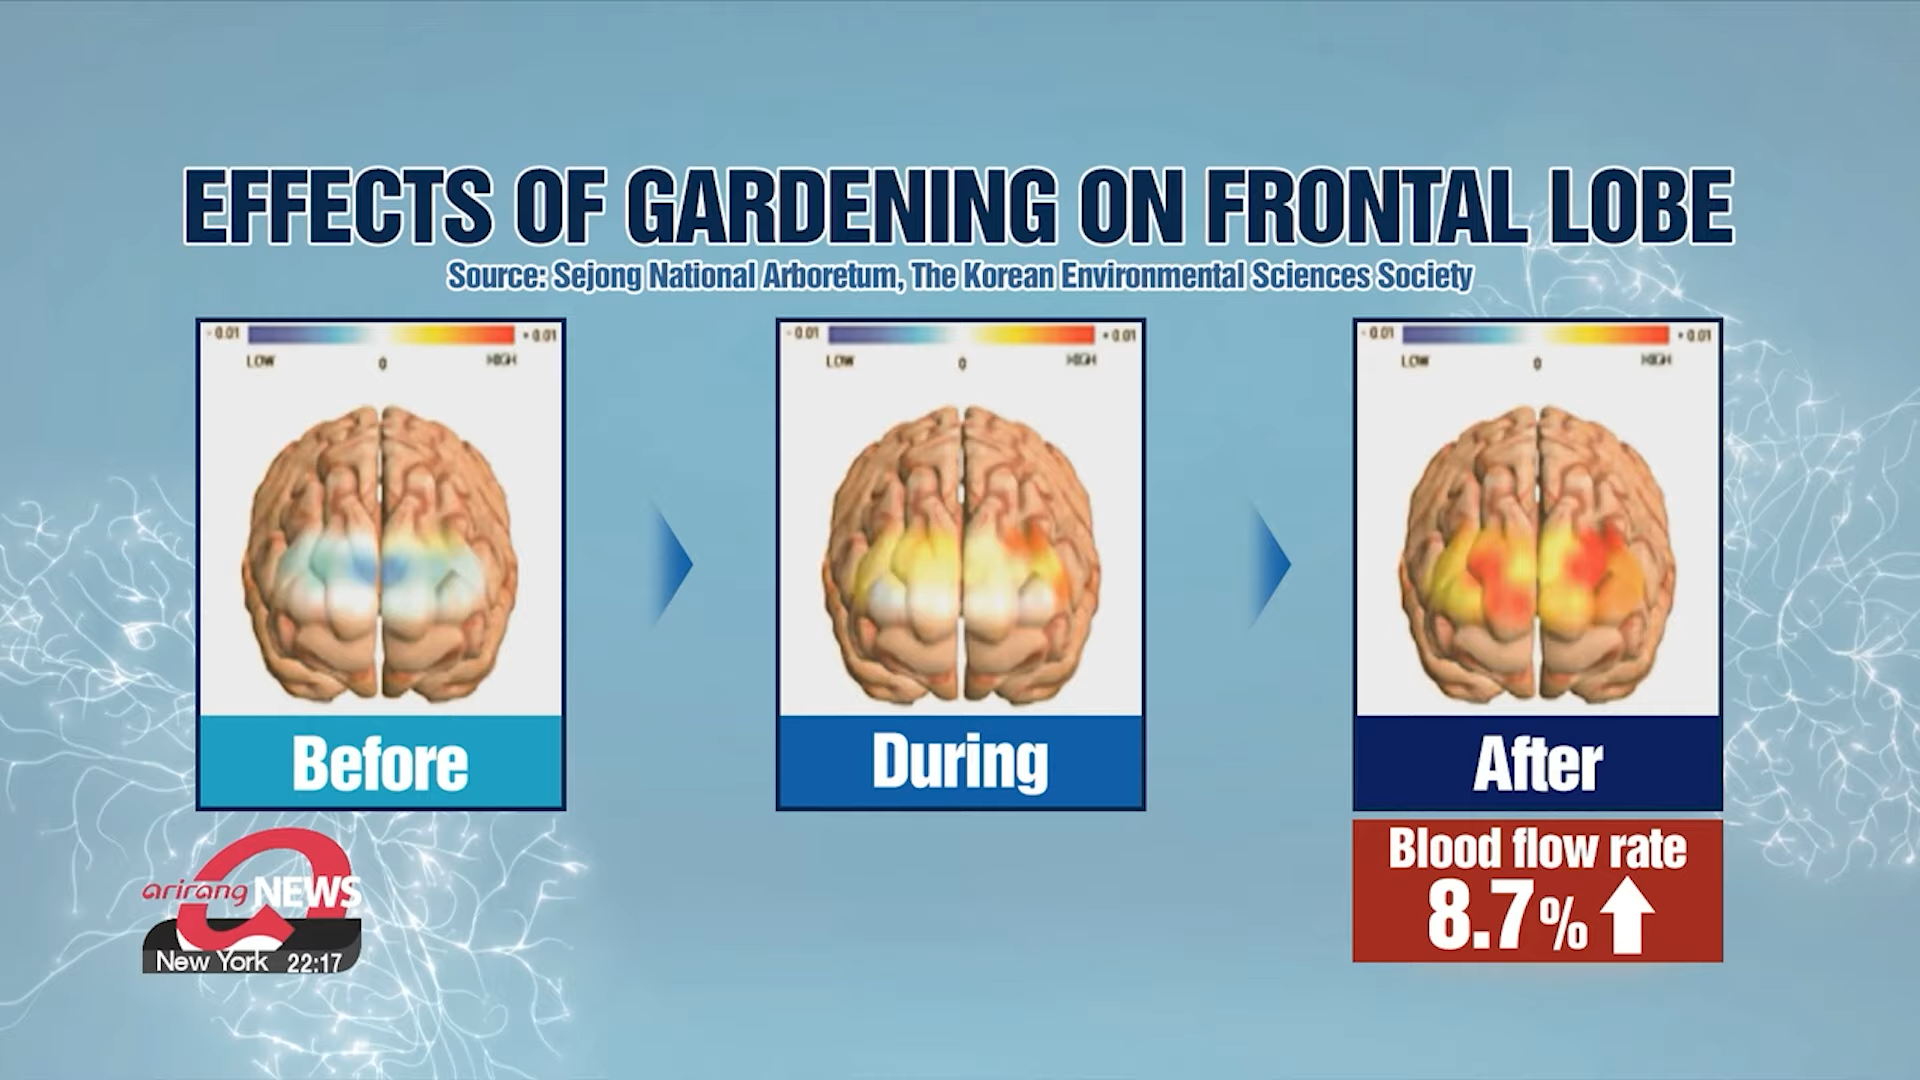 EFFECTS OF GARDENING ON FRONTAL LOBE
Source: Sejong National Arboretum, The Korean Environmental Sciences Society
- 0.01 + 0.01
LOW 0 HIGH
Before
- 0.01 + 0.01
LOW 0 HIGH
During
- 0.01 + 0.01
LOW 0 HIGH
After
Blood flow rate
8.7%
arirang NEWS
New York 22:17